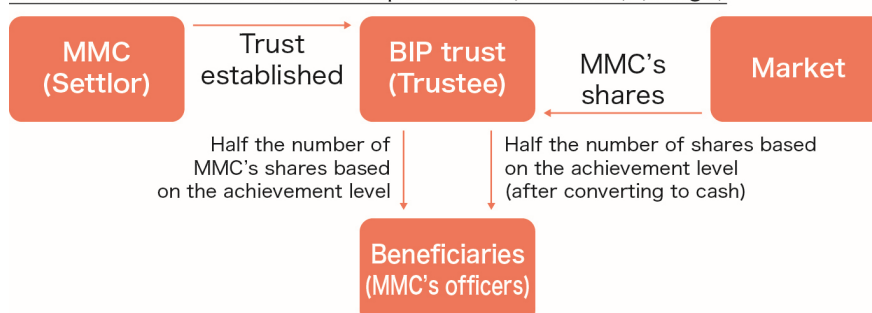 MMC
(Settlor)
Trust
established
BIP trust
(Trustee)
MMC’s
shares
Market
Half the number of
MMC’s shares based
on the achievement level
Half the number of shares based
on the achievement level
(after converting to cash)
Beneficiaries
(MMC’s officers)